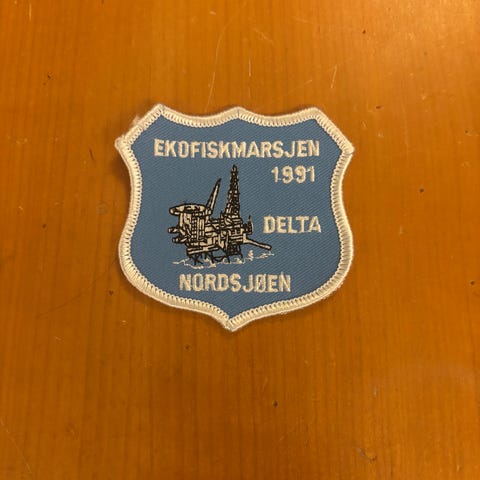 EKOFISKMARSJEN
1991
DELTA
NORDSJØEN